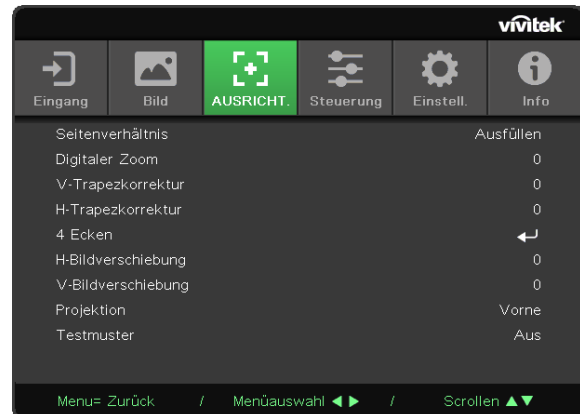 vivitek
Eingang Bild AUSRICHT. Steuerung Einstell. Info
Seitenverhältnis Ausfüllen
Digitaler Zoom 0
V-Trapezkorrektur 0
H-Trapezkorrektur 0
4 Ecken
H-Bildverschiebung 0
V-Bildverschiebung 0
Projektion Vorne
Testmuster Aus
Menu= Zurück / Menüauswahl ◀ ▶ / Scrollen ▲▼